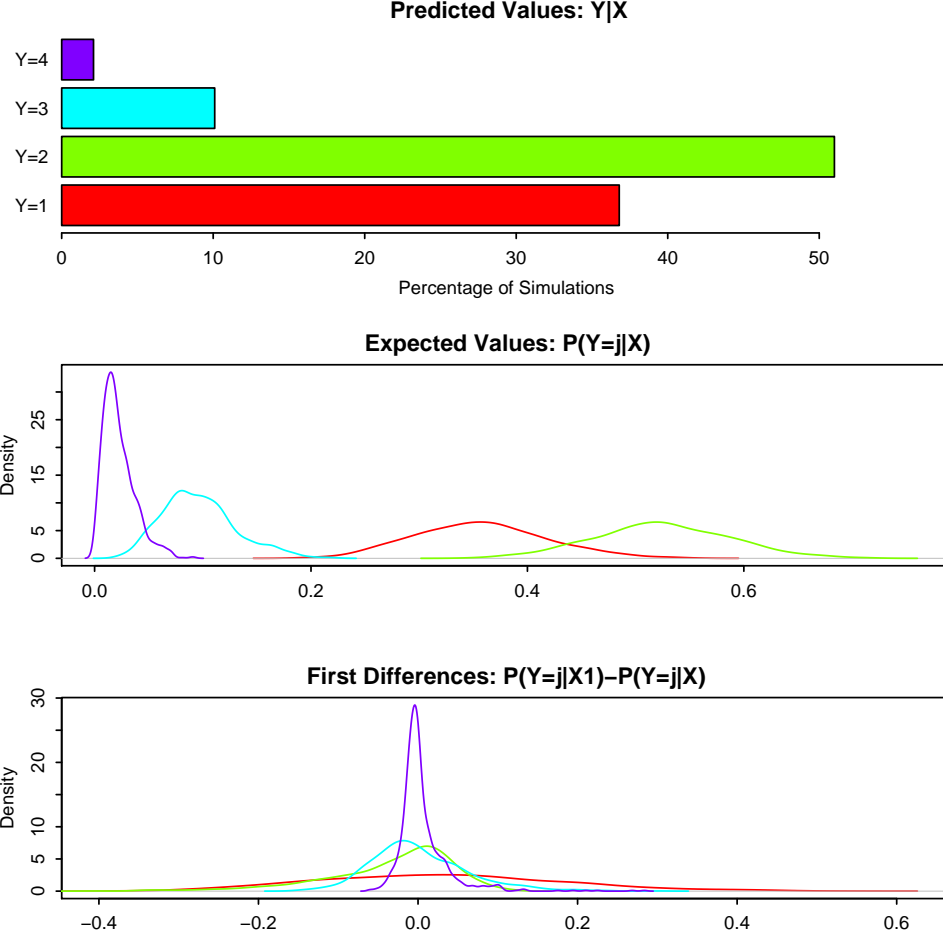 Predicted Values: Y|X
Y=4
Y=3
Y=2
Y=1
0 10 20 30 40 50
Percentage of Simulations
Expected Values: P(Y=j|X)
Density
0 5 15 25
0.0 0.2 0.4 0.6
First Differences: P(Y=j|X1)−P(Y=j|X)
Density
0 5 10 20 30
−0.4 −0.2 0.0 0.2 0.4 0.6